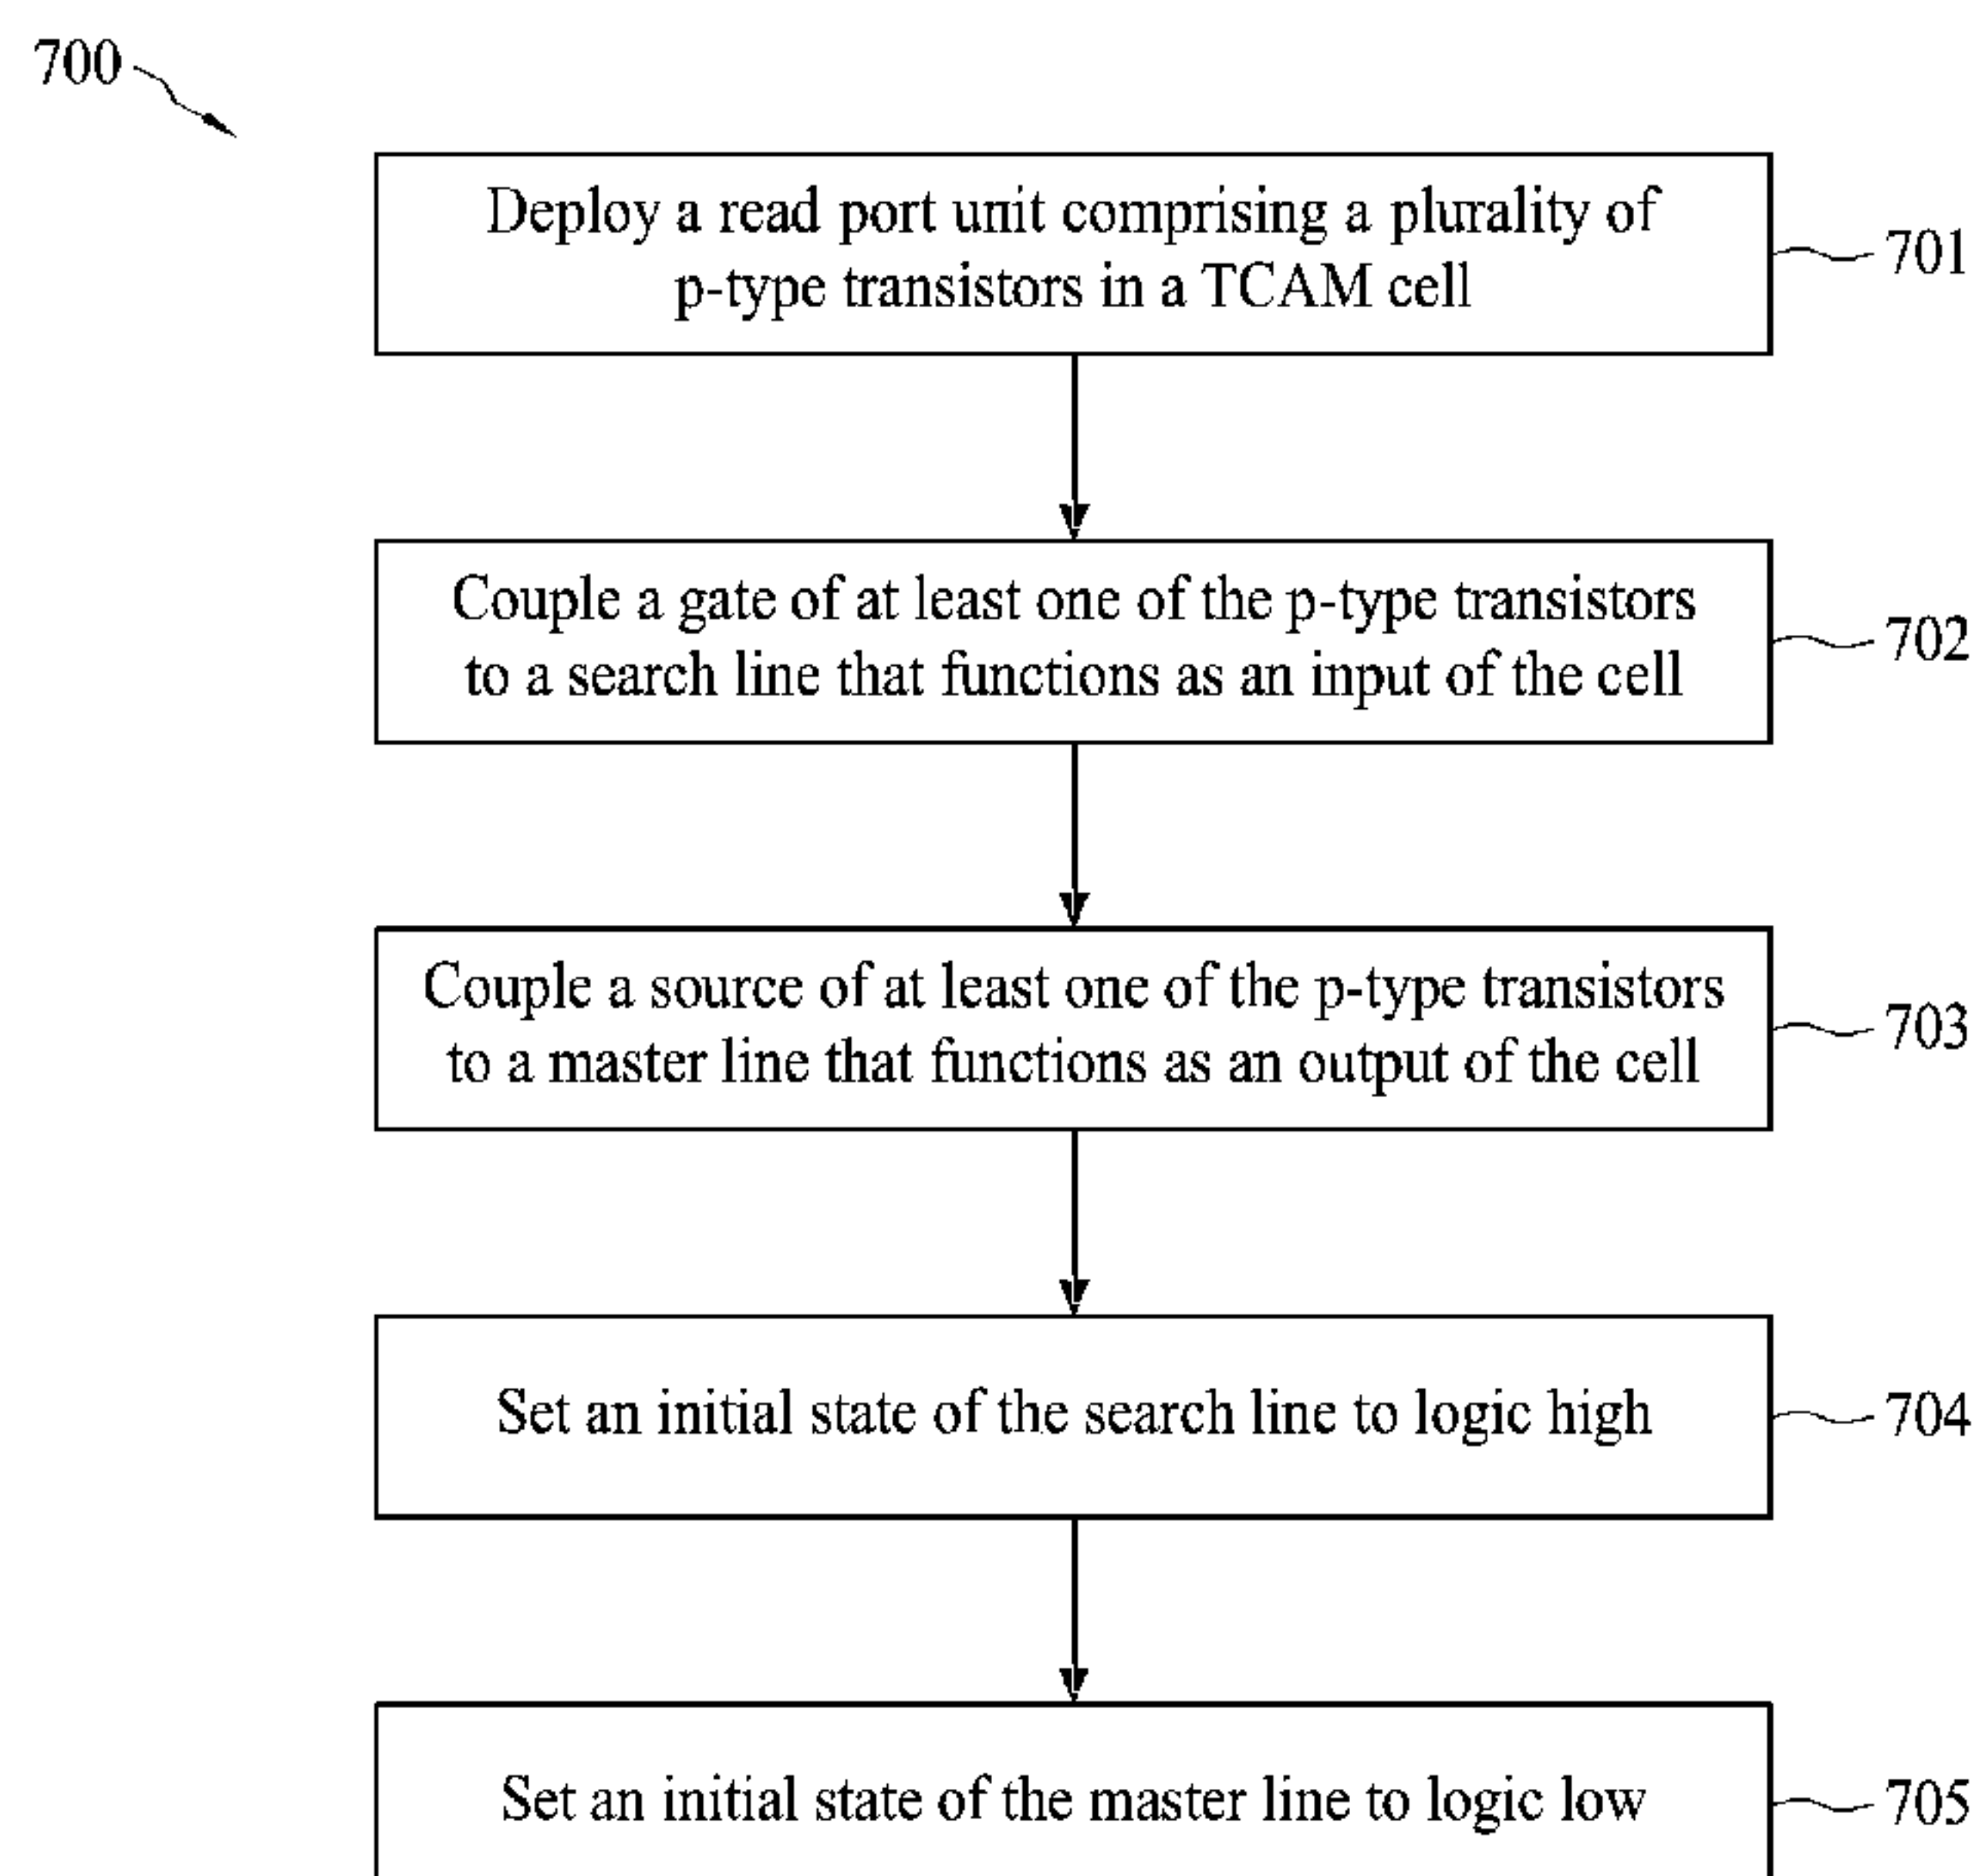 700
Deploy a read port unit comprising a plurality of
p-type transistors in a TCAM cell
701
Couple a gate of at least one of the p-type transistors
to a search line that functions as an input of the cell
702
Couple a source of at least one of the p-type transistors
to a master line that functions as an output of the cell
703
Set an initial state of the search line to logic high
704
Set an initial state of the master line to logic low
705